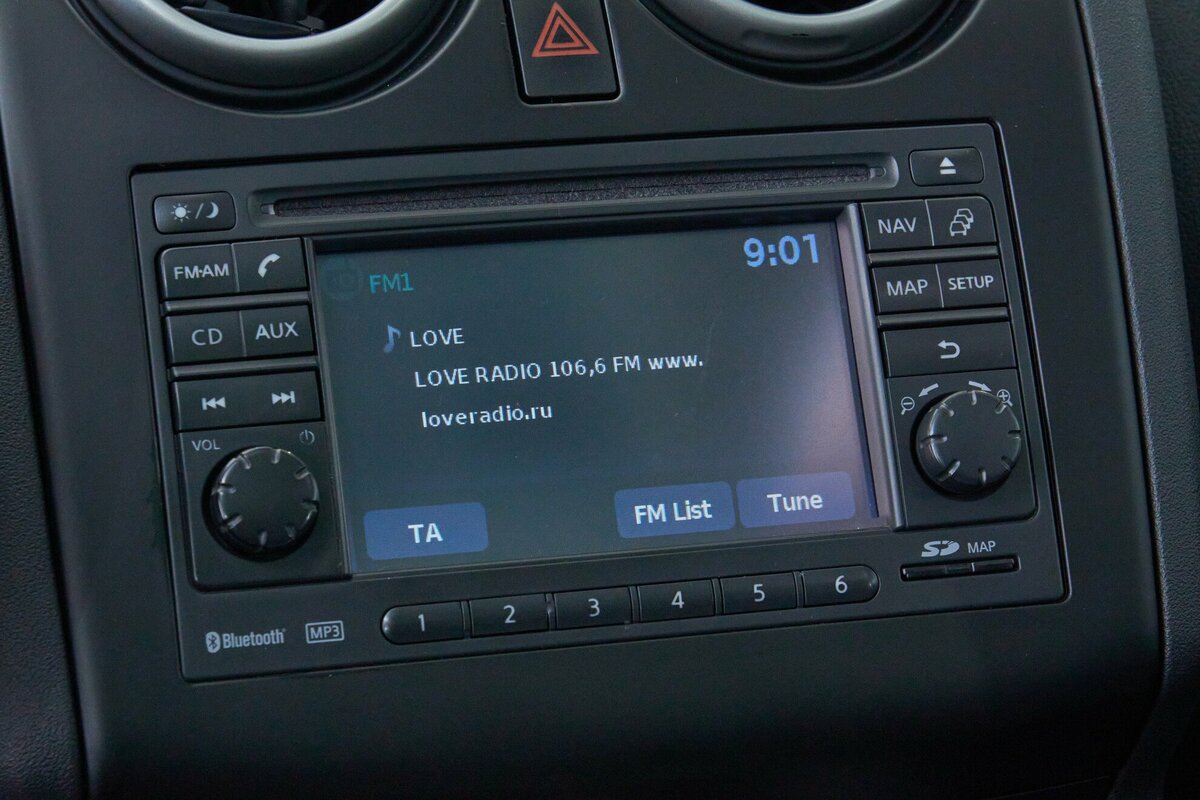 NAV
FM·AM
FM1
9:01
MAP
SETUP
CD
AUX
LOVE
LOVE RADIO 106,6 FM www.
loveradio.ru
VOL
TA
FM List
Tune
SD MAP
1 2 3 4 5 6
Bluetooth
MP3